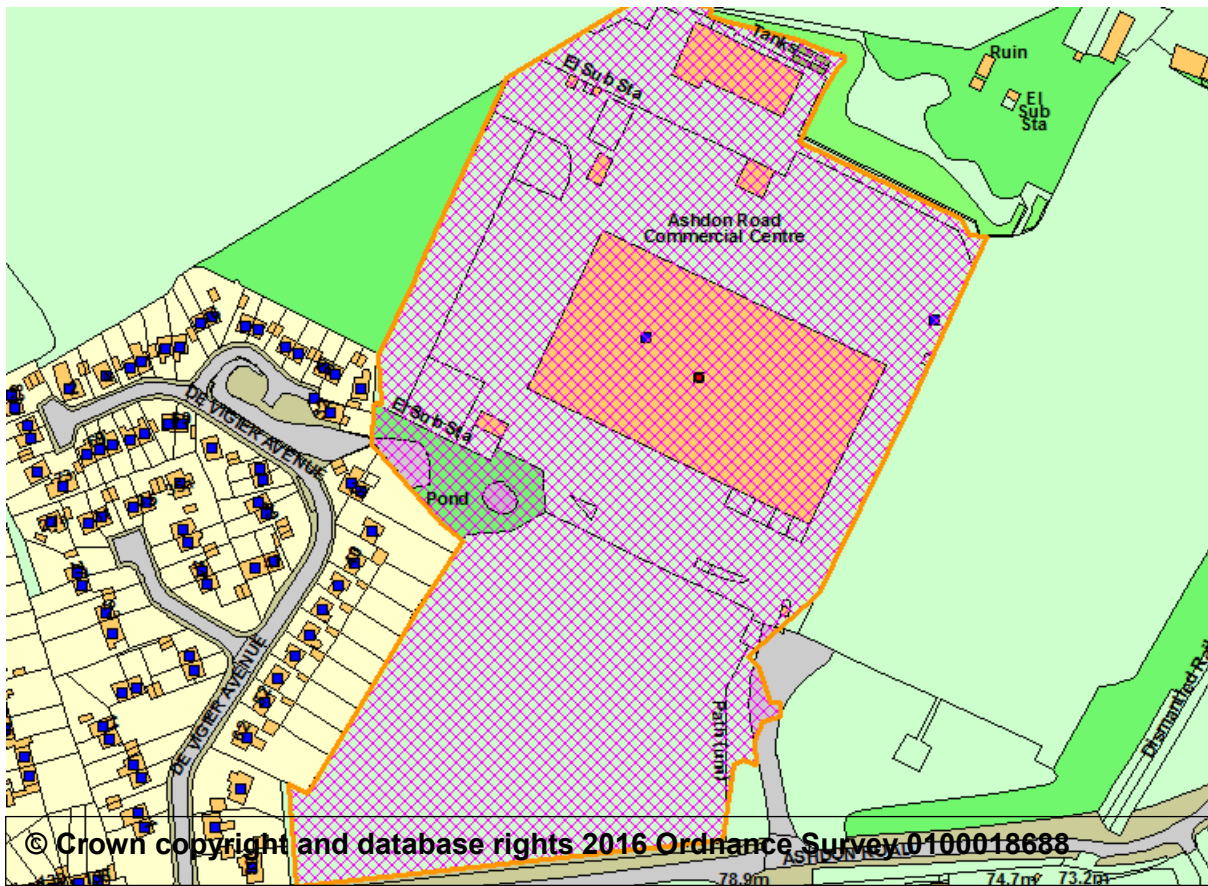 Tanks
El Sub Sta
Ruin
El
Sub
Sta
Ashdon Road
Commercial Centre
DE VIGIER AVENUE
El Sub Sta
Pond
DE VIGIER AVENUE
Path (um)
Dismantled Rail
© Crown copyright and database rights 2016 Ordnance Survey 0100018688
ASHDON ROAD
78.9m
74.7m
73.2m